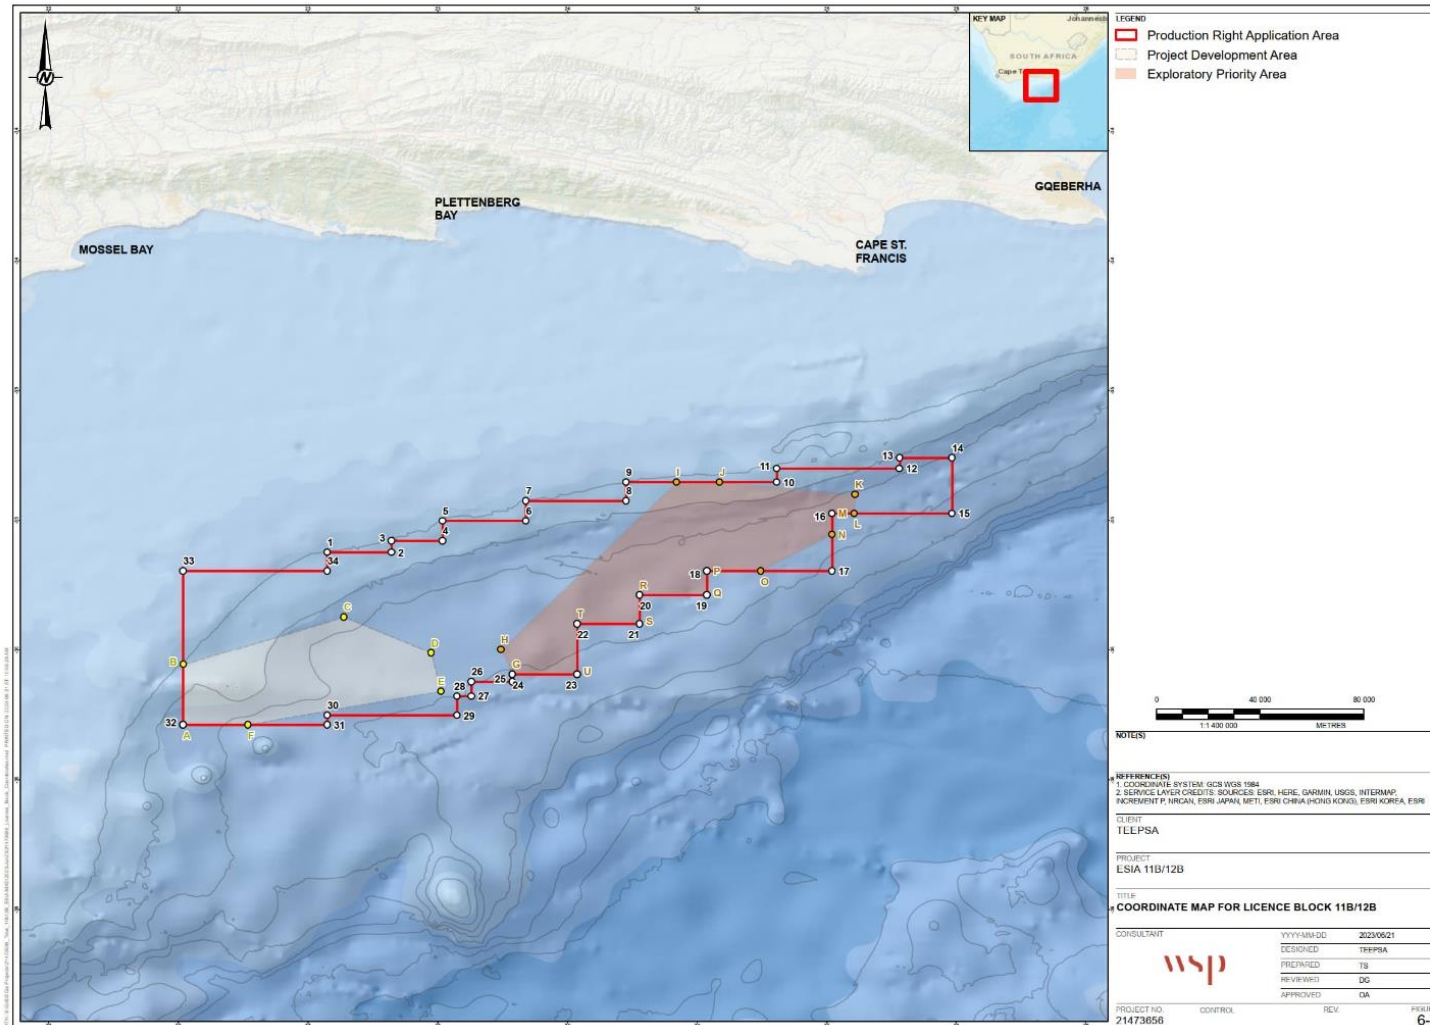 KEY MAP
Johannesb
SOUTH AFRICA
Cape T
N
GQEBERHA
PLETTENBERG
BAY
MOSSEL BAY
CAPE ST.
FRANCIS
14
13
12
11
10
9
I
J
8
K
7
16
M
L
15
5
6
N
3
4
1
2
33
34
18
P
O
17
R
Q
20
19
C
T
S
22
21
D
H
B
G
U
26
25
24
23
E
28
27
30
29
32
31
A
F
LEGEND
Production Right Application Area
Project Development Area
Exploratory Priority Area
0
40 000
80 000
1:1 400 000
METRES
NOTE(S)
REFERENCE(S)
1. COORDINATE SYSTEM: GCS WGS 1984
2. SERVICE LAYER CREDITS: SOURCES: ESRI, HERE, GARMIN, USGS, INTERMAP,
INCREMENT P, NRCAN, ESRI JAPAN, METI, ESRI CHINA (HONG KONG), ESRI KOREA, ESRI
CLIENT
TEEPSA
PROJECT
ESIA 11B/12B
TITLE
COORDINATE MAP FOR LICENCE BLOCK 11B/12B
CONSULTANT
wsp
YYYY-MM-DD 2023/06/21
DESIGNED TEEPSA
PREPARED TS
REVIEWED DG
APPROVED OA
PROJECT NO. CONTROL REV. FIGU
21473656 6-